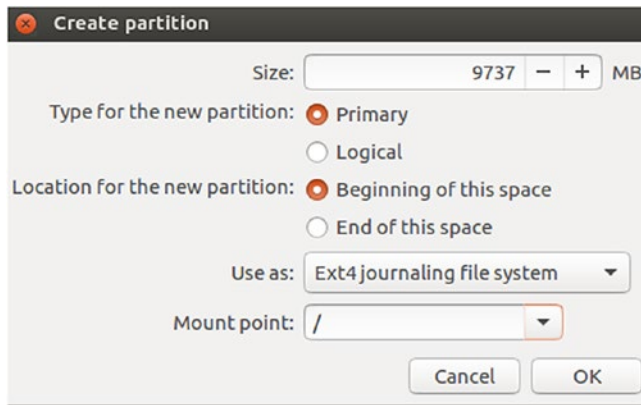 Create partition
Size: 9737 − + MB
Type for the new partition: Primary
Logical
Location for the new partition: Beginning of this space
End of this space
Use as: Ext4 journaling file system
Mount point: /
Cancel OK